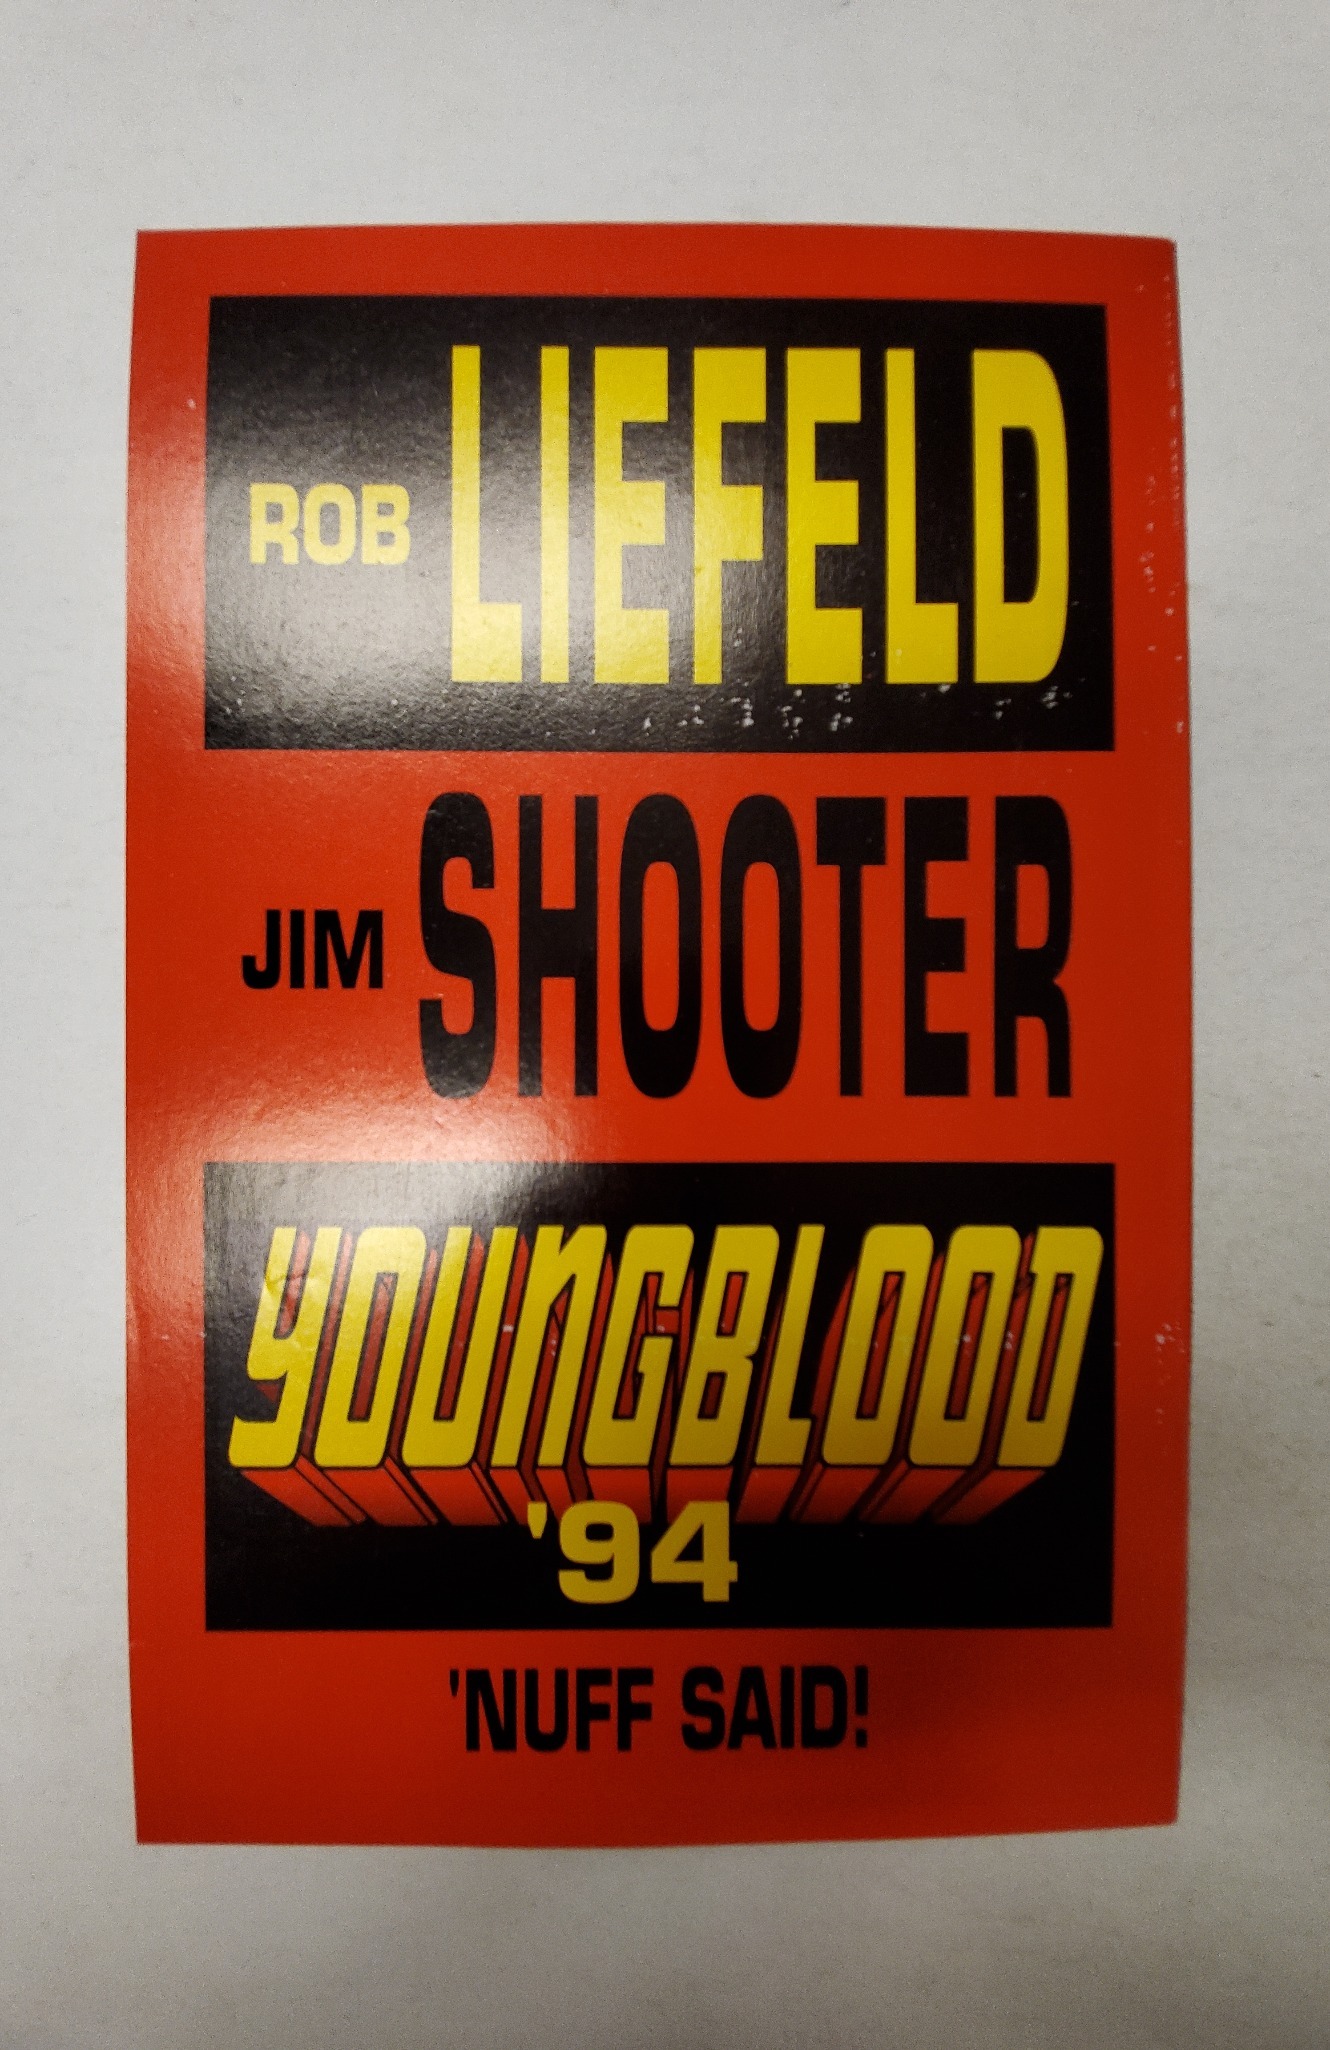 ROB LIEFELD
JIM SHOOTER
YOUNGBLOOD
'94
'NUFF SAID!